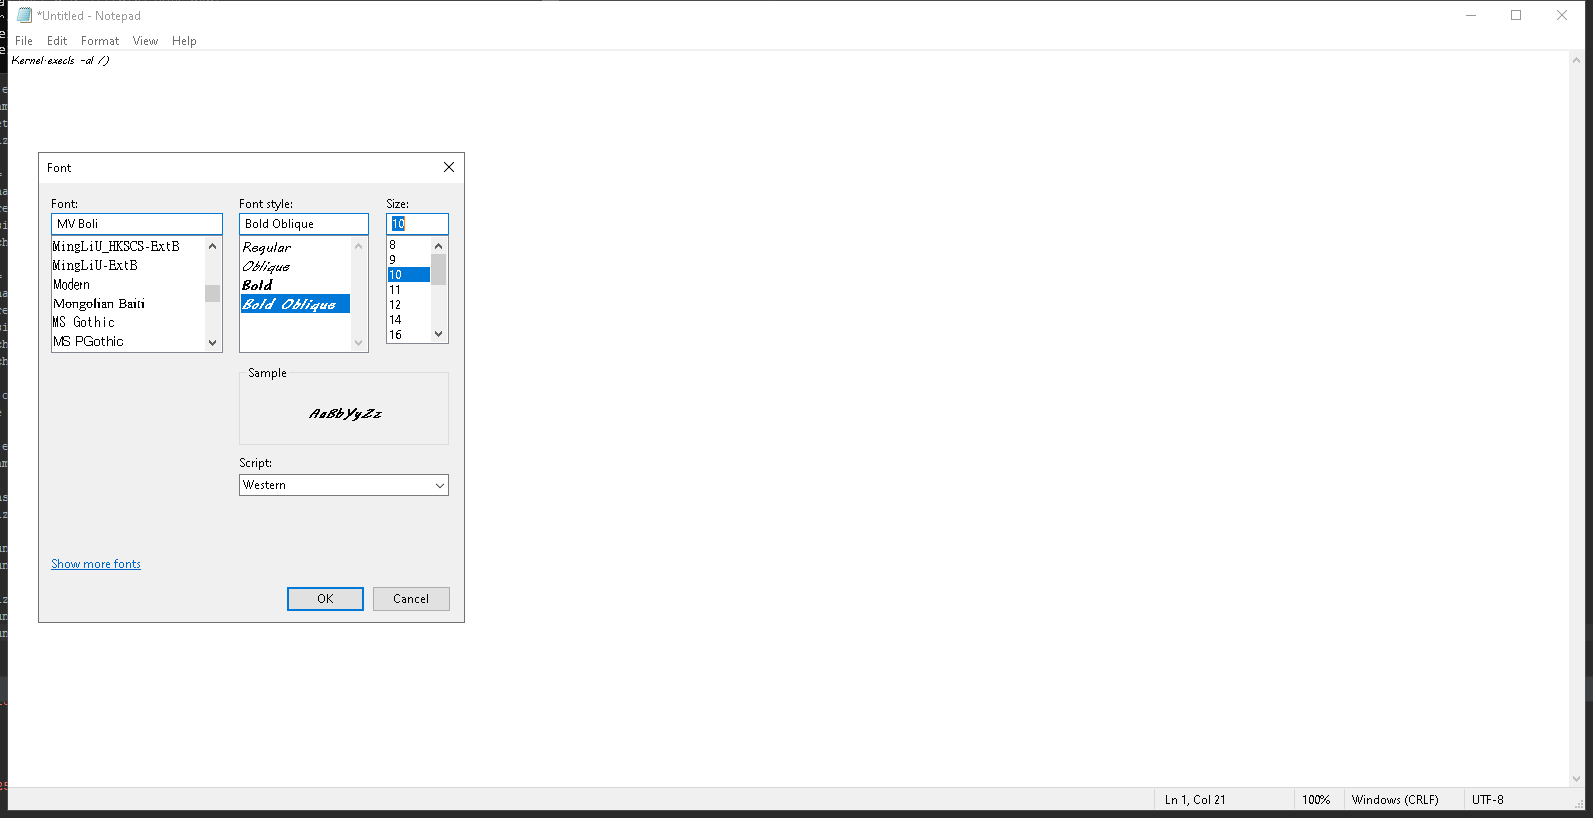 *Untitled - Notepad
File Edit Format View Help
Kernel.execls -al /)
Font
Font: Font style: Size:
MV Boli Bold Oblique 10
MingLiU_HKSCS-ExtB
MingLiU-ExtB
Modern
Mongolian Baiti
MS Gothic
MS PGothic
Regular
Oblique
Bold
Bold Oblique
8
9
10
11
12
14
16
Sample
AaBbYyZz
Script:
Western
Show more fonts
OK Cancel
Ln 1, Col 21 100% Windows (CRLF) UTF-8